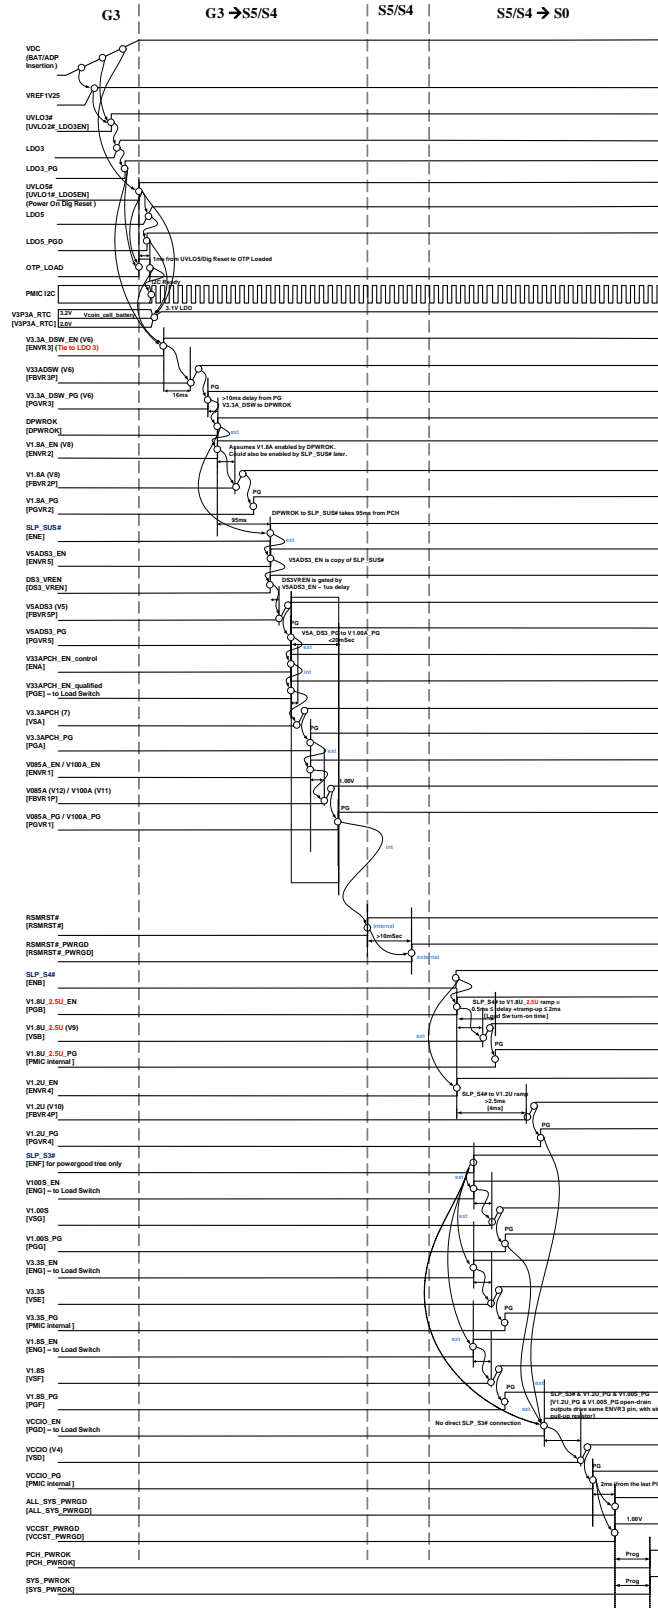 G3
G3 →S5/S4
S5/S4
S5/S4 → S0
VDC
(BAT/ADP
Insertion )
VREF1V25
UVLO3#
[UVLO2#_LDO3EN]
LDO3
LDO3_PG
UVLO5#
[UVLO1#_LDO5EN]
(Power On Dig Reset )
LDO5
LDO5_PGD
1ms from UVLO5/Dig Reset to OTP Loaded
OTP_LOAD
I2C Ready
PMIC I2C
3.1V LDO
V3P3A_RTC
[V3P3A_RTC]
3.2V
Vcoin_cell_battery
2.0V
V3.3A_DSW_EN (V6)
[ENVR3] (Tie to LDO 3)
V33ADSW (V6)
[FBVR3P]
16ms
PG
V3.3A_DSW_PG (V6)
[PGVR3]
>10ms delay from PG
V3.3A_DSW to DPWROK
DPWROK
[DPWROK]
ext
V1.8A_EN (V8)
[ENVR2]
Assumes V1.8A enabled by DPWROK.
Could also be enabled by SLP_SUS# later.
V1.8A (V8)
[FBVR2P]
PG
V1.8A_PG
[PGVR2]
DPWROK to SLP_SUS# takes 95ms from PCH
95ms
SLP_SUS#
[ENE]
ext
V5ADS3_EN
[ENVR5]
V5ADS3_EN is copy of SLP_SUS#
DS3_VREN
[DS3_VREN]
DS3VREN is gated by
V5ADS3_EN – 1us delay
V5ADS3 (V5)
[FBVR5P]
PG
V5ADS3_PG
[PGVR5]
V5A_DS3_PG to V1.00A_PG
<20mSec
ext
V33APCH_EN_control
[ENA]
int
V33APCH_EN_qualified
[PGE] – to Load Switch
V3.3APCH (7)
[VSA]
PG
V3.3APCH_PG
[PGA]
ext
V085A_EN / V100A_EN
[ENVR1]
1.00V
V085A (V12) / V100A (V11)
[FBVR1P]
PG
V085A_PG / V100A_PG
[PGVR1]
int
RSMRST#
[RSMRST#]
internal
>10mSec
RSMRST#_PWRGD
[RSMRST#_PWRGD]
external
SLP_S4#
[ENB]
V1.8U_2.5U_EN
[PGB]
SLP_S4# to V1.8U_2.5U ramp =
0.5ms ≤ tdelay +tramp-up ≤ 2ms
[Load Sw turn-on time]
V1.8U_2.5U (V9)
[VSB]
ext
PG
V1.8U_2.5U_PG
[PMIC internal ]
V1.2U_EN
[ENVR4]
SLP_S4# to V1.2U ramp
>2.5ms
[4ms]
V1.2U (V10)
[FBVR4P]
PG
V1.2U_PG
[PGVR4]
SLP_S3#
[ENF] for powergood tree only
ext
V100S_EN
[ENG] – to Load Switch
V1.00S
[VSG]
ext
PG
V1.00S_PG
[PGG]
V3.3S_EN
[ENG] – to Load Switch
V3.3S
[VSE]
PG
V3.3S_PG
[PMIC internal ]
ext
V1.8S_EN
[ENG] – to Load Switch
V1.8S
[VSF]
ext
PG
V1.8S_PG
[PGF]
SLP_S3# & V1.2U_PG & V1.00S_PG
[V1.2U_PG & V1.00S_PG open-drain
outputs drive same ENVR3 pin, with sin
pull-up resistor]
ext
No direct SLP_S3# connection
VCCIO_EN
[PGD] – to Load Switch
VCCIO (V4)
[VSD]
PG
VCCIO_PG
[PMIC internal ]
2ms from the last PG
ALL_SYS_PWRGD
[ALL_SYS_PWRGD]
1.00V
VCCST_PWRGD
[VCCST_PWRGD]
PCH_PWROK
[PCH_PWROK]
Prog
SYS_PWROK
[SYS_PWROK]
Prog